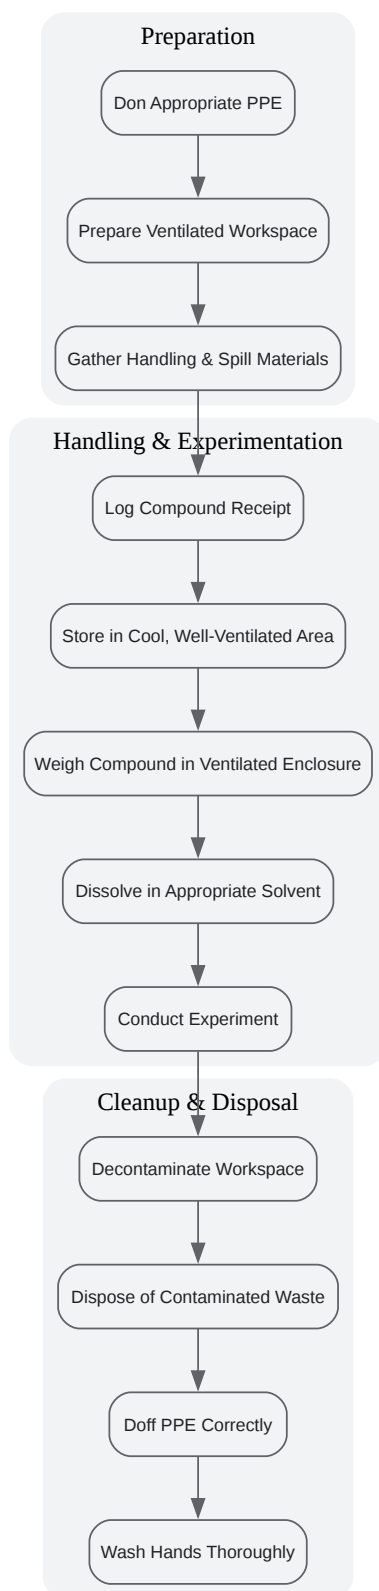 Preparation
Don Appropriate PPE
Prepare Ventilated Workspace
Gather Handling & Spill Materials
Handling & Experimentation
Log Compound Receipt
Store in Cool, Well-Ventilated Area
Weigh Compound in Ventilated Enclosure
Dissolve in Appropriate Solvent
Conduct Experiment
Cleanup & Disposal
Decontaminate Workspace
Dispose of Contaminated Waste
Doff PPE Correctly
Wash Hands Thoroughly